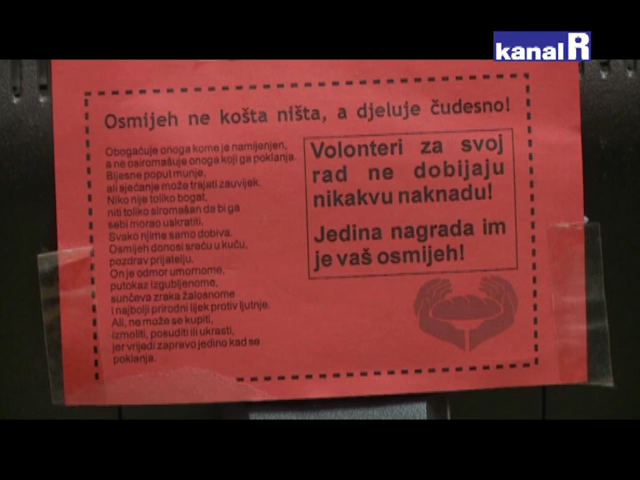 kanal R
Osmijeh ne košta ništa, a djeluje čudesno!
Obogaćuje onoga kome je namijenjen,
a ne osiromašuje onoga koji ga poklanja.
Bljesne poput munje,
ali sjećanje može trajati zauvijek.
Niko nije toliko bogat,
niti toliko siromašan da bi ga
sebi morao uskratiti.
Svako njime samo dobiva.
Osmijeh donosi sreću u kuću,
pozdrav prijatelju.
On je odmor umornome,
putokaz izgubljenome,
sunčeva zraka žalosnome
i najbolji prirodni lijek protiv ljutnje.
Ali, ne može se kupiti,
izmoliti, posuditi ili ukrasti,
jer vrijedi zapravo jedino kad se
poklanja.
Volonteri za svoj
rad ne dobijaju
nikakvu naknadu!
Jedina nagrada im
je vaš osmijeh!